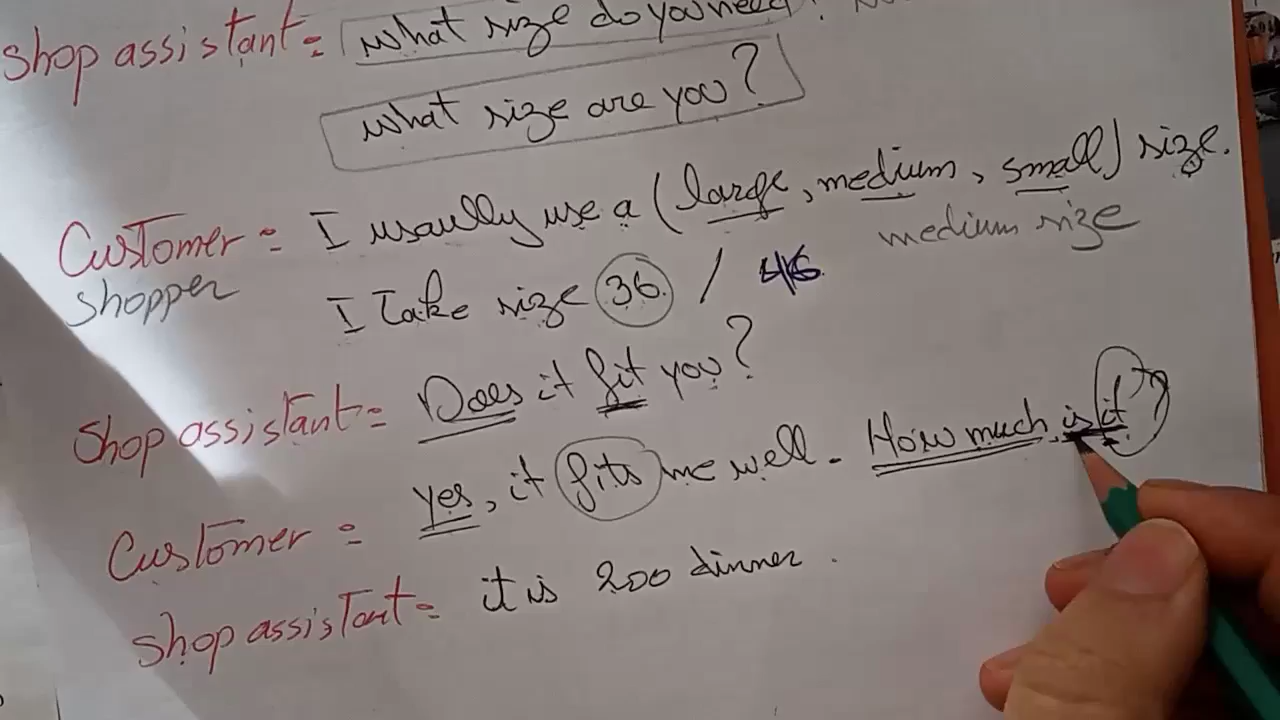 Shop assistant = What size do you need?
What size are you?
Customer = I usaully use a (large, medium, small) size.
shopper medium size
I Take size 36 / 46
Shop assistant = Does it fit you?
Customer = yes, it fits me well. How much is it?
Shop assistant = it is 200 dinner.